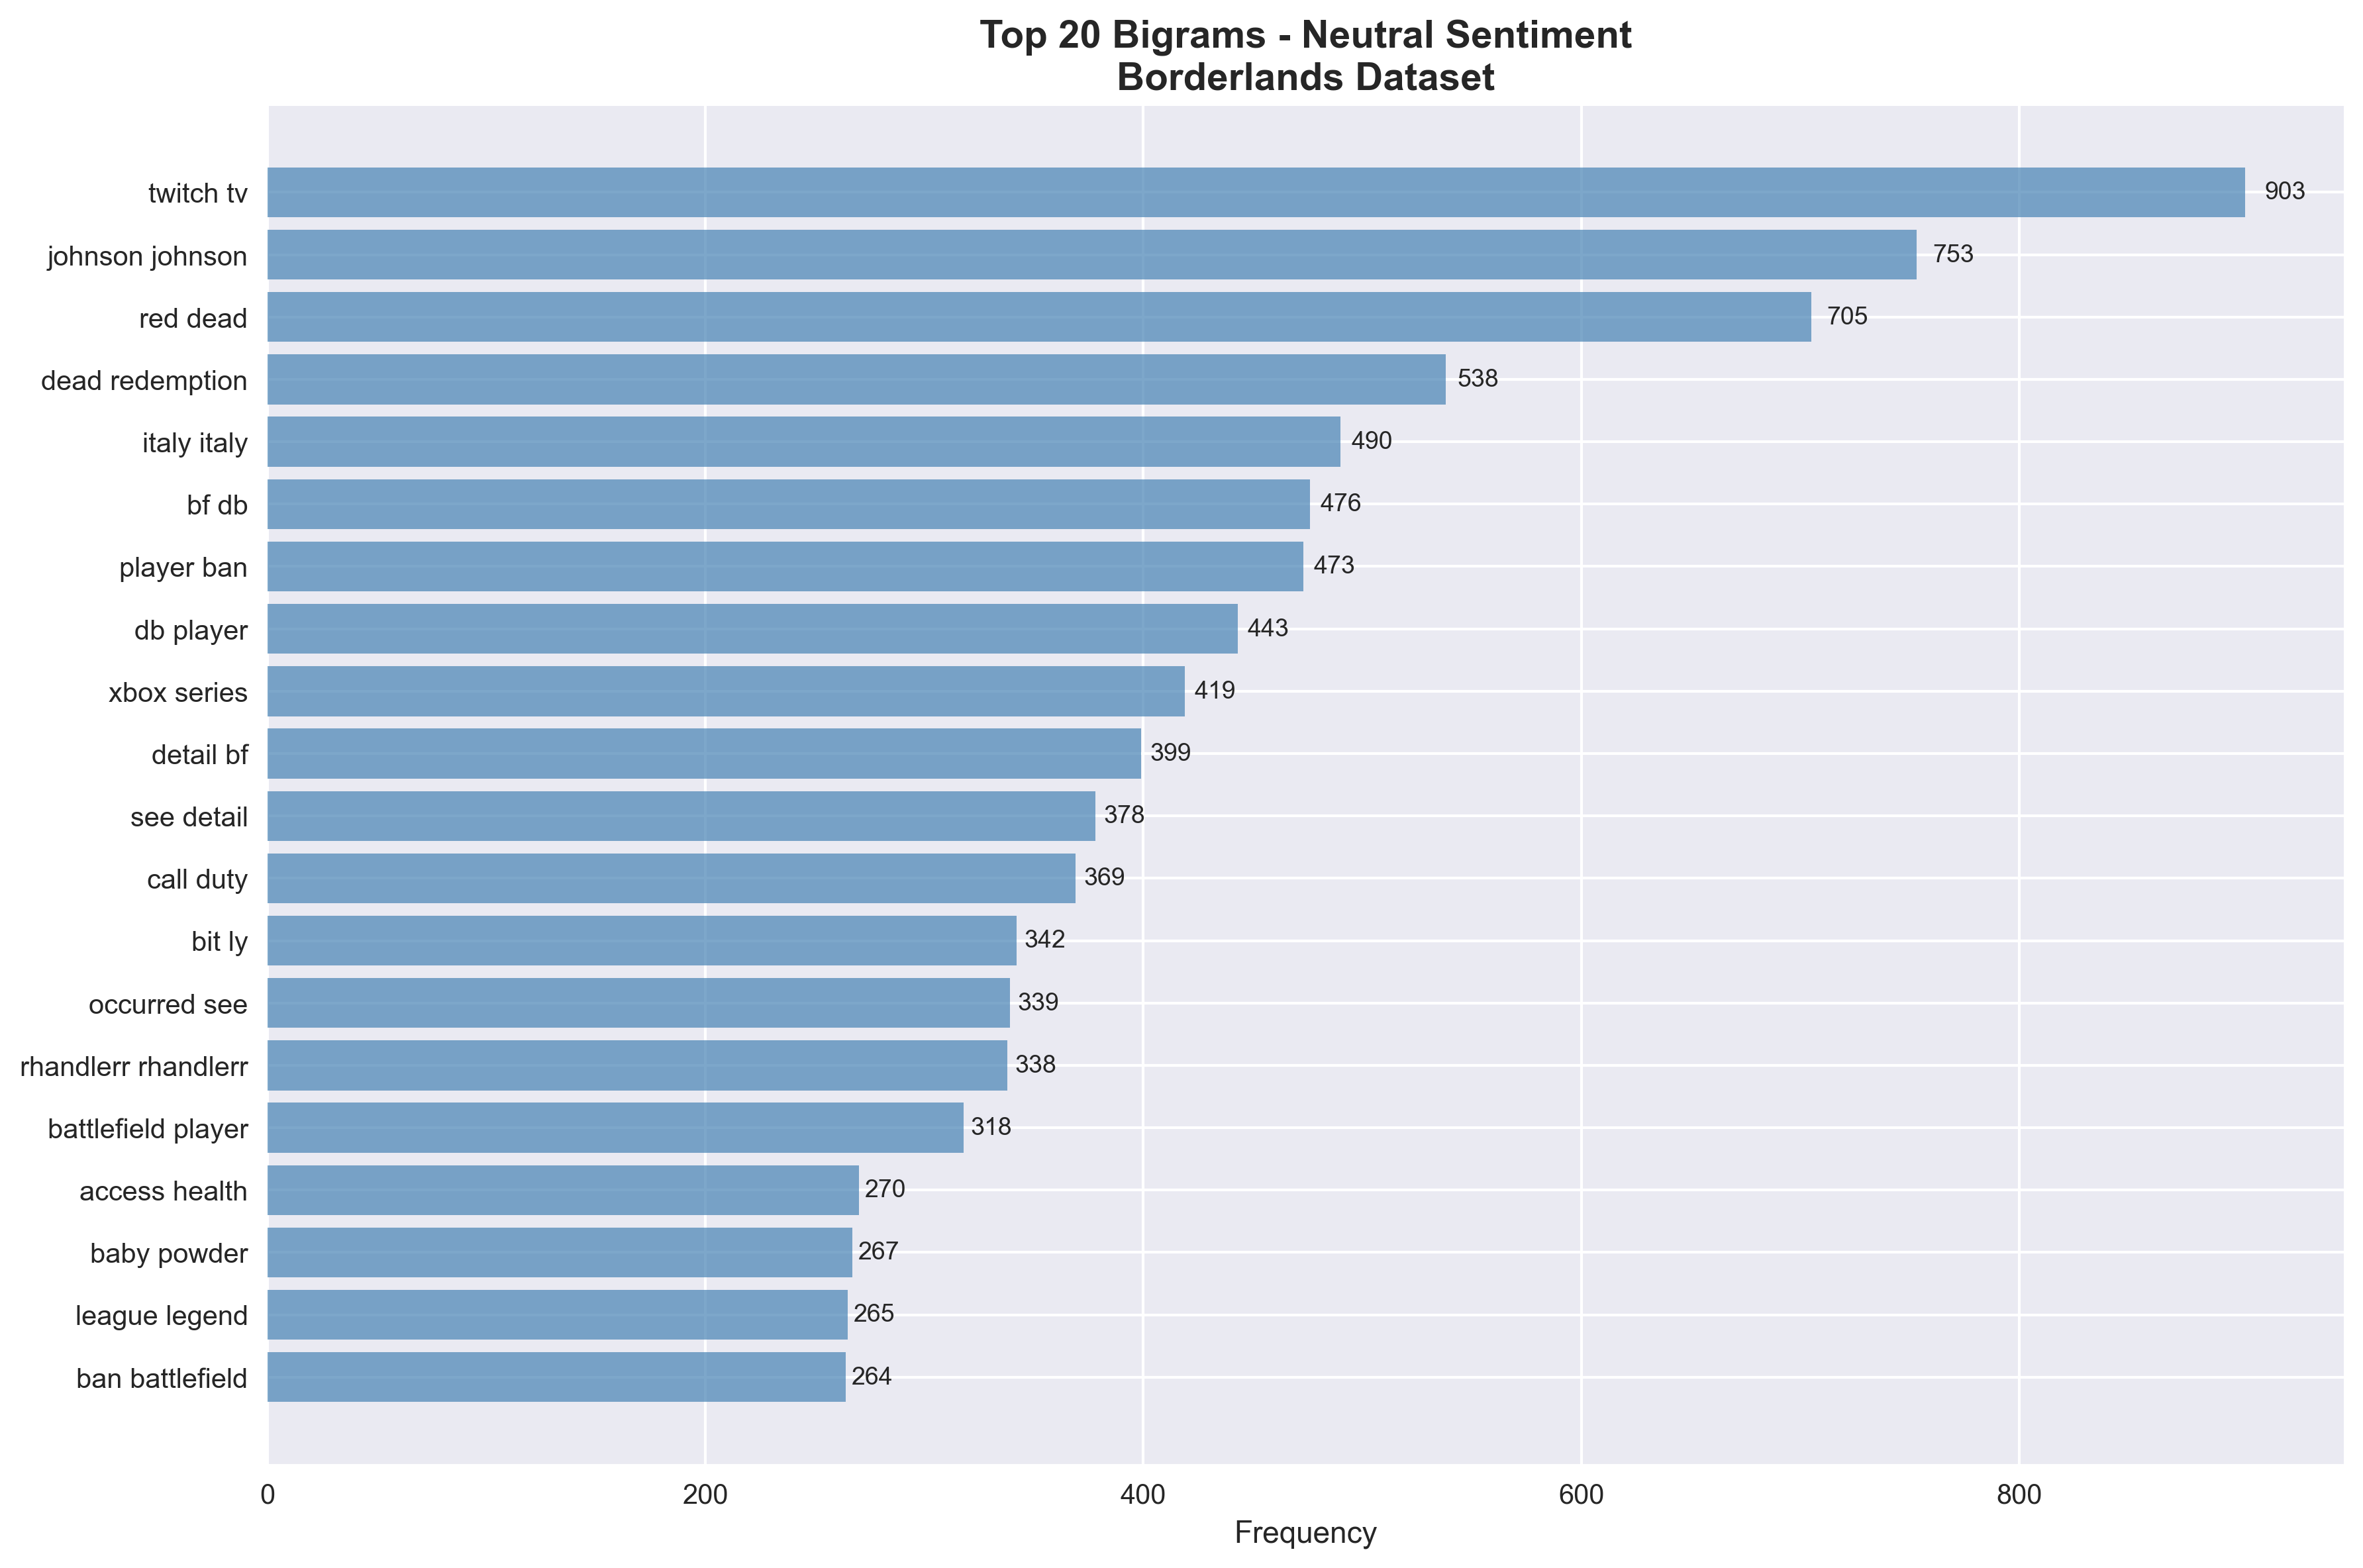 Top 20 Bigrams - Neutral Sentiment
Borderlands Dataset
twitch tv 903
johnson johnson 753
red dead 705
dead redemption 538
italy italy 490
bf db 476
player ban 473
db player 443
xbox series 419
detail bf 399
see detail 378
call duty 369
bit ly 342
occurred see 339
rhandlerr rhandlerr 338
battlefield player 318
access health 270
baby powder 267
league legend 265
ban battlefield 264
0 200 400 600 800
Frequency